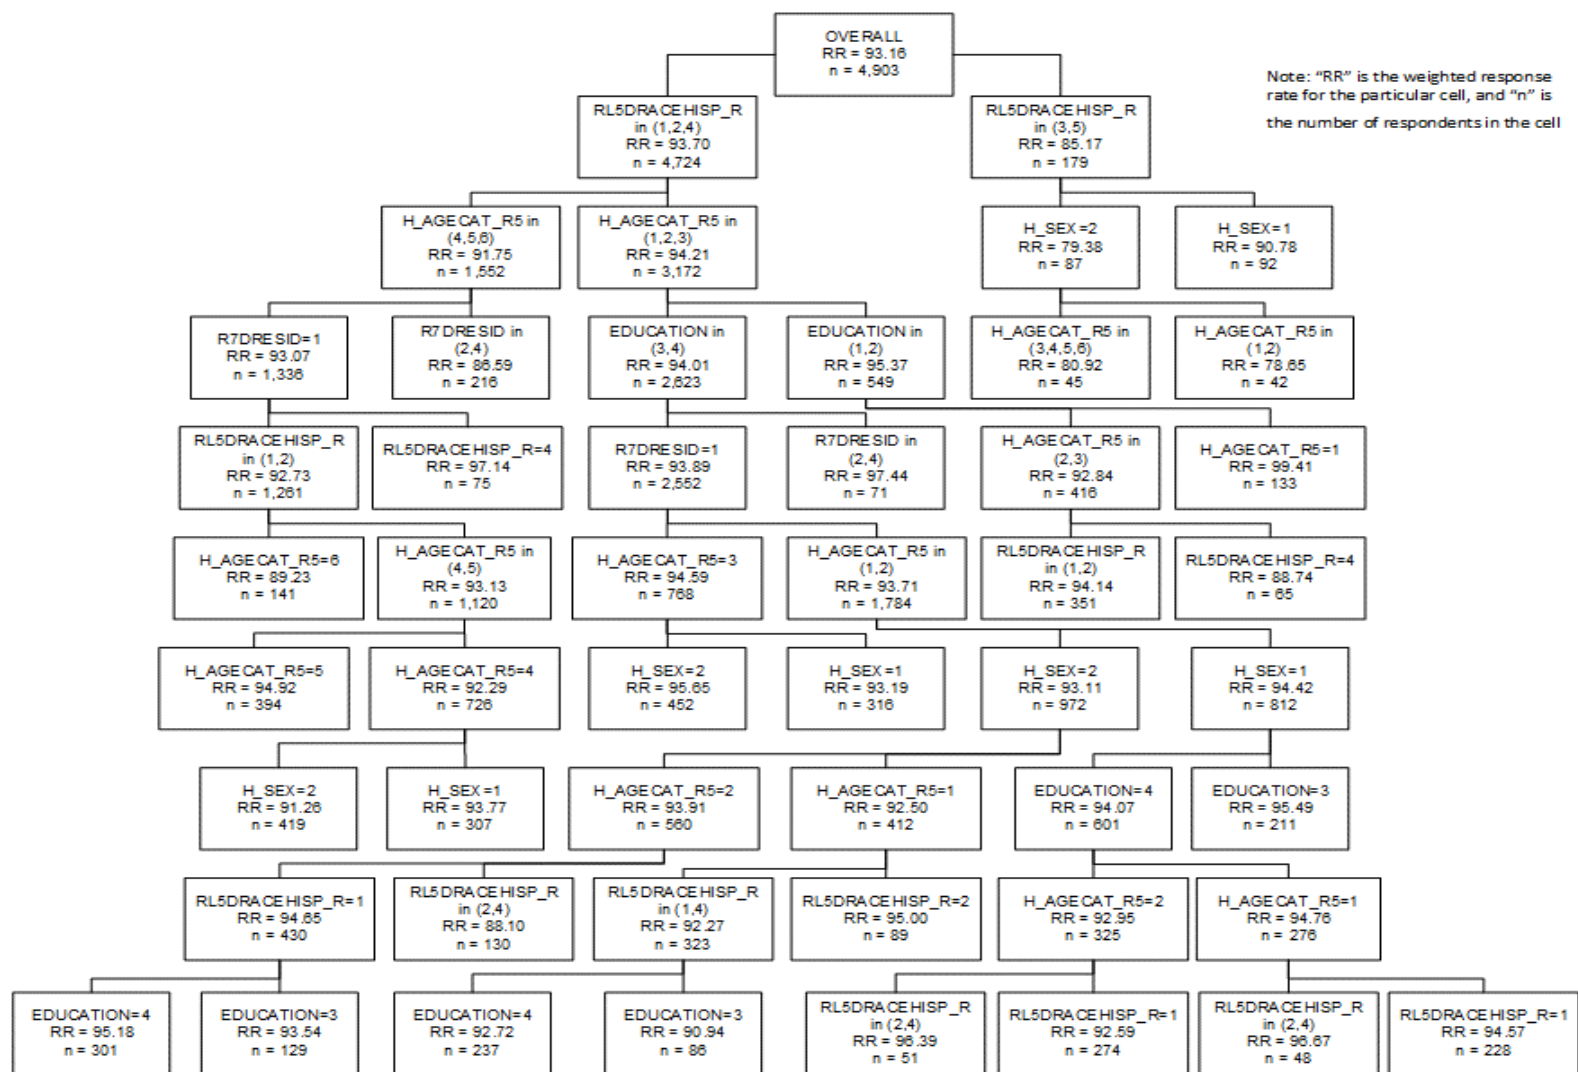 OVERALL
RR = 93.16
n = 4,903
Note: “RR” is the weighted response
rate for the particular cell, and “n” is
the number of respondents in the cell
RL5DRACEHISP_R
in (1,2,4)
RR = 93.70
n = 4,724
RL5DRACEHISP_R
in (3,5)
RR = 85.17
n = 179
H_AGECAT_R5 in
(4,5,6)
RR = 91.75
n = 1,552
H_AGECAT_R5 in
(1,2,3)
RR = 94.21
n = 3,172
H_SEX=2
RR = 79.38
n = 87
H_SEX=1
RR = 90.78
n = 92
R7DRESID=1
RR = 93.07
n = 1,336
R7DRESID in
(2,4)
RR = 86.59
n = 216
EDUCATION in
(3,4)
RR = 94.01
n = 2,623
EDUCATION in
(1,2)
RR = 95.37
n = 549
H_AGECAT_R5 in
(3,4,5,6)
RR = 80.92
n = 45
H_AGECAT_R5 in
(1,2)
RR = 78.65
n = 42
RL5DRACEHISP_R
in (1,2)
RR = 92.73
n = 1,261
RL5DRACEHISP_R=4
RR = 97.14
n = 75
R7DRESID=1
RR = 93.89
n = 2,552
R7DRESID in
(2,4)
RR = 97.44
n = 71
H_AGECAT_R5 in
(2,3)
RR = 92.84
n = 416
H_AGECAT_R5=1
RR = 99.41
n = 133
H_AGECAT_R5=6
RR = 89.23
n = 141
H_AGECAT_R5 in
(4,5)
RR = 93.13
n = 1,120
H_AGECAT_R5=3
RR = 94.59
n = 768
H_AGECAT_R5 in
(1,2)
RR = 93.71
n = 1,784
RL5DRACEHISP_R
in (1,2)
RR = 94.14
n = 351
RL5DRACEHISP_R=4
RR = 88.74
n = 65
H_AGECAT_R5=5
RR = 94.92
n = 394
H_AGECAT_R5=4
RR = 92.29
n = 726
H_SEX=2
RR = 95.65
n = 452
H_SEX=1
RR = 93.19
n = 316
H_SEX=2
RR = 93.11
n = 972
H_SEX=1
RR = 94.42
n = 812
H_SEX=2
RR = 91.26
n = 419
H_SEX=1
RR = 93.77
n = 307
H_AGECAT_R5=2
RR = 93.91
n = 560
H_AGECAT_R5=1
RR = 92.50
n = 412
EDUCATION=4
RR = 94.07
n = 601
EDUCATION=3
RR = 95.49
n = 211
RL5DRACEHISP_R=1
RR = 94.65
n = 430
RL5DRACEHISP_R
in (2,4)
RR = 88.10
n = 130
RL5DRACEHISP_R
in (1,4)
RR = 92.27
n = 323
RL5DRACEHISP_R=2
RR = 95.00
n = 89
H_AGECAT_R5=2
RR = 92.95
n = 325
H_AGECAT_R5=1
RR = 94.76
n = 276
EDUCATION=4
RR = 95.18
n = 301
EDUCATION=3
RR = 93.54
n = 129
EDUCATION=4
RR = 92.72
n = 237
EDUCATION=3
RR = 90.94
n = 86
RL5DRACEHISP_R
in (2,4)
RR = 96.39
n = 51
RL5DRACEHISP_R=1
RR = 92.59
n = 274
RL5DRACEHISP_R
in (2,4)
RR = 96.67
n = 48
RL5DRACEHISP_R=1
RR = 94.57
n = 228